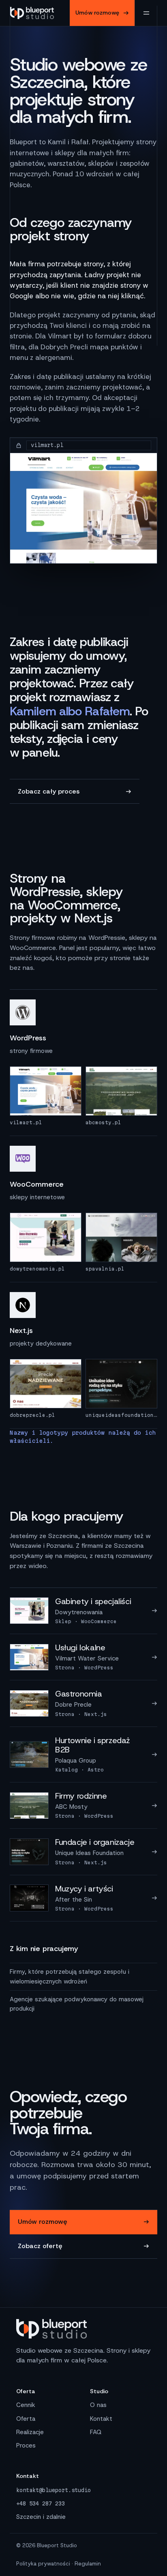 blueport studio
Umów rozmowę →
Studio webowe ze
Szczecina, które
projektuje strony
dla małych firm.
Blueport to Kamil i Rafał. Projektujemy strony
internetowe i sklepy dla małych firm:
gabinetów, warsztatów, sklepów i zespołów
muzycznych. Ponad 10 wdrożeń w całej
Polsce.
Od czego zaczynamy
projekt strony
Mała firma potrzebuje strony, z której
przychodzą zapytania. Ładny projekt nie
wystarczy, jeśli klient nie znajdzie strony w
Google albo nie wie, gdzie na niej kliknąć.
Dlatego projekt zaczynamy od pytania, skąd
przychodzą Twoi klienci i co mają zrobić na
stronie. Dla Vilmart był to formularz doboru
filtra, dla Dobrych Precli mapa punktów i
menu z alergenami.
Zakres i datę publikacji ustalamy na krótkiej
rozmowie, zanim zaczniemy projektować, a
potem się ich trzymamy. Od akceptacji
projektu do publikacji mijają zwykle 1–2
tygodnie.
vilmart.pl
Vilmart
Czysta woda –
czysta jakość!
Zakres i datę publikacji
wpisujemy do umowy,
zanim zaczniemy
projektować. Przez cały
projekt rozmawiasz z
Kamilem albo Rafałem. Po
publikacji sam zmieniasz
teksty, zdjęcia i ceny
w panelu.
Zobacz cały proces →
Strony na
WordPressie, sklepy
na WooCommerce,
projekty w Next.js
Strony firmowe robimy na WordPressie, sklepy na
WooCommerce. Panel jest popularny, więc łatwo
znaleźć kogoś, kto pomoże przy stronie także
bez nas.
WordPress
strony firmowe
vilmart.pl
abcmosty.pl
Woo
WooCommerce
sklepy internetowe
domytrenowania.pl
spavalnia.pl
Next.js
projekty dedykowane
NADZIEWANE
dobreprecle.pl
uniqueideasfoundation…
Nazwy i logotypy produktów należą do ich
właścicieli.
Dla kogo pracujemy
Jesteśmy ze Szczecina, a klientów mamy też w
Warszawie i Poznaniu. Z firmami ze Szczecina
spotykamy się na miejscu, z resztą rozmawiamy
przez wideo.
Gabinety i specjaliści
Dowytrenowania
Sklep · WooCommerce
→
Usługi lokalne
Vilmart Water Service
Strona · WordPress
→
Gastronomia
Dobre Precle
Strona · Next.js
→
Hurtownie i sprzedaż
B2B
Polaqua Group
Katalog · Astro
→
Firmy rodzinne
ABC Mosty
Strona · WordPress
→
Fundacje i organizacje
Unique Ideas Foundation
Strona · Next.js
→
Muzycy i artyści
After the Sin
Strona · WordPress
→
Z kim nie pracujemy
Firmy, które potrzebują stałego zespołu i
wielomiesięcznych wdrożeń
Agencje szukające podwykonawcy do masowej
produkcji
Opowiedz, czego
potrzebuje
Twoja firma.
Odpowiadamy w 24 godziny w dni
robocze. Rozmowa trwa około 30 minut,
a umowę podpisujemy przed startem
prac.
Umów rozmowę →
Zobacz ofertę →
blueport studio
Studio webowe ze Szczecina. Strony i sklepy
dla małych firm w całej Polsce.
Oferta
Cennik
Oferta
Realizacje
Proces
Studio
O nas
Kontakt
FAQ
Kontakt
kontakt@blueport.studio
+48 534 287 233
Szczecin i zdalnie
© 2026 Blueport Studio
Polityka prywatności · Regulamin